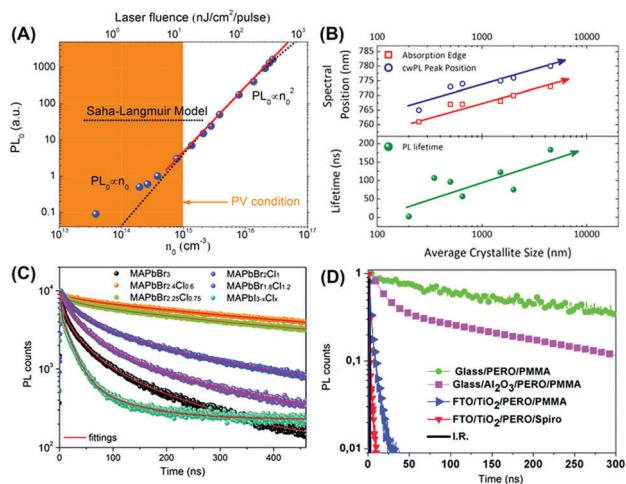 (A)
Laser fluence (nJ/cm²/pulse)
10¹ 10² 10³
PL₀ (a.u.)
1000
100
10
1
0.1
Saha-Langmuir Model
PL₀∝n₀²
PL₀∝n₀
PV condition
10¹³ 10¹⁴ 10¹⁵ 10¹⁶ 10¹⁷
n₀ (cm⁻³)
(B)
100 1000 10000
Spectral
Position (nm)
785
780
775
770
765
760
Absorption Edge
cwPL Peak Position
Lifetime (ns)
200
150
100
50
0
PL lifetime
100 1000 10000
Average Crystallite Size (nm)
(C)
PL counts
10⁴
10³
10²
MAPbBr₃ MAPbBr₂Cl₁
MAPbBr₂.₄Cl₀.₆ MAPbBr₁.₈Cl₁.₂
MAPbBr₂.₂₅Cl₀.₇₅ MAPbI₃₋ₓClₓ
fittings
0 100 200 300 400
Time (ns)
(D)
PL counts
1
0,1
0,01
Glass/PERO/PMMA
Glass/Al₂O₃/PERO/PMMA
FTO/TiO₂/PERO/PMMA
FTO/TiO₂/PERO/Spiro
I.R.
0 50 100 150 200 250 300
Time (ns)